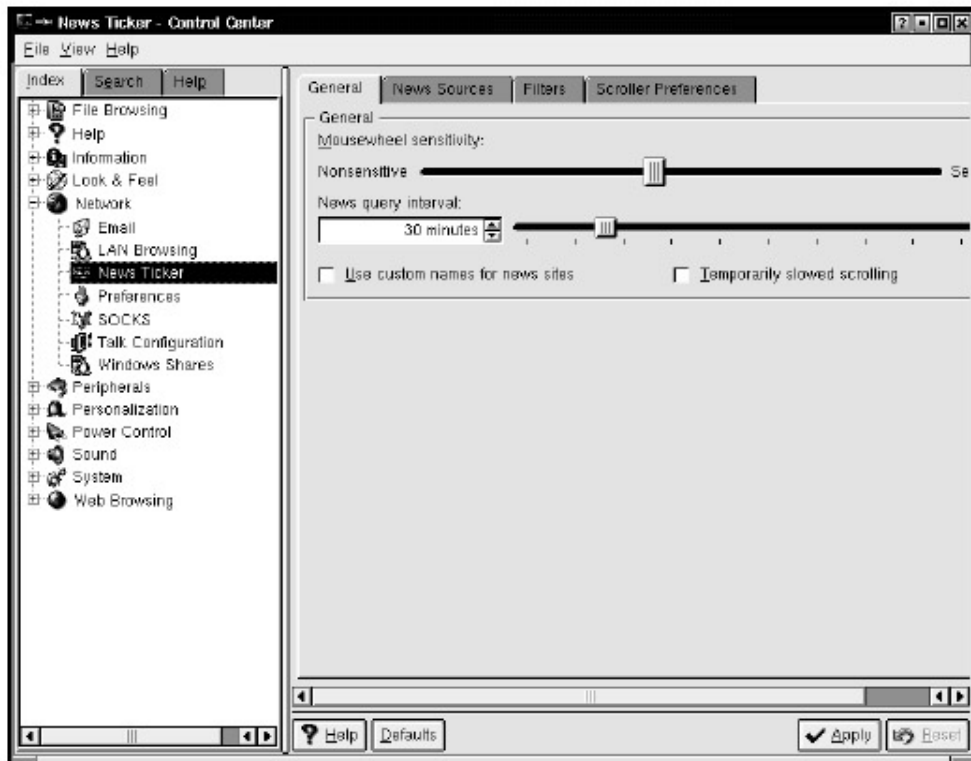 News Ticker - Control Center
File View Help
Index Search Help
File Browsing
Help
Information
Look & Feel
Network
Email
LAN Browsing
News Ticker
Preferences
SOCKS
Talk Configuration
Windows Shares
Peripherals
Personalization
Power Control
Sound
System
Web Browsing
General News Sources Filters Scroller Preferences
General
Mousewheel sensitivity:
Nonsensitive Se
News query interval:
30 minutes
Use custom names for news sites Temporarily slowed scrolling
? Help Defaults Apply Reset